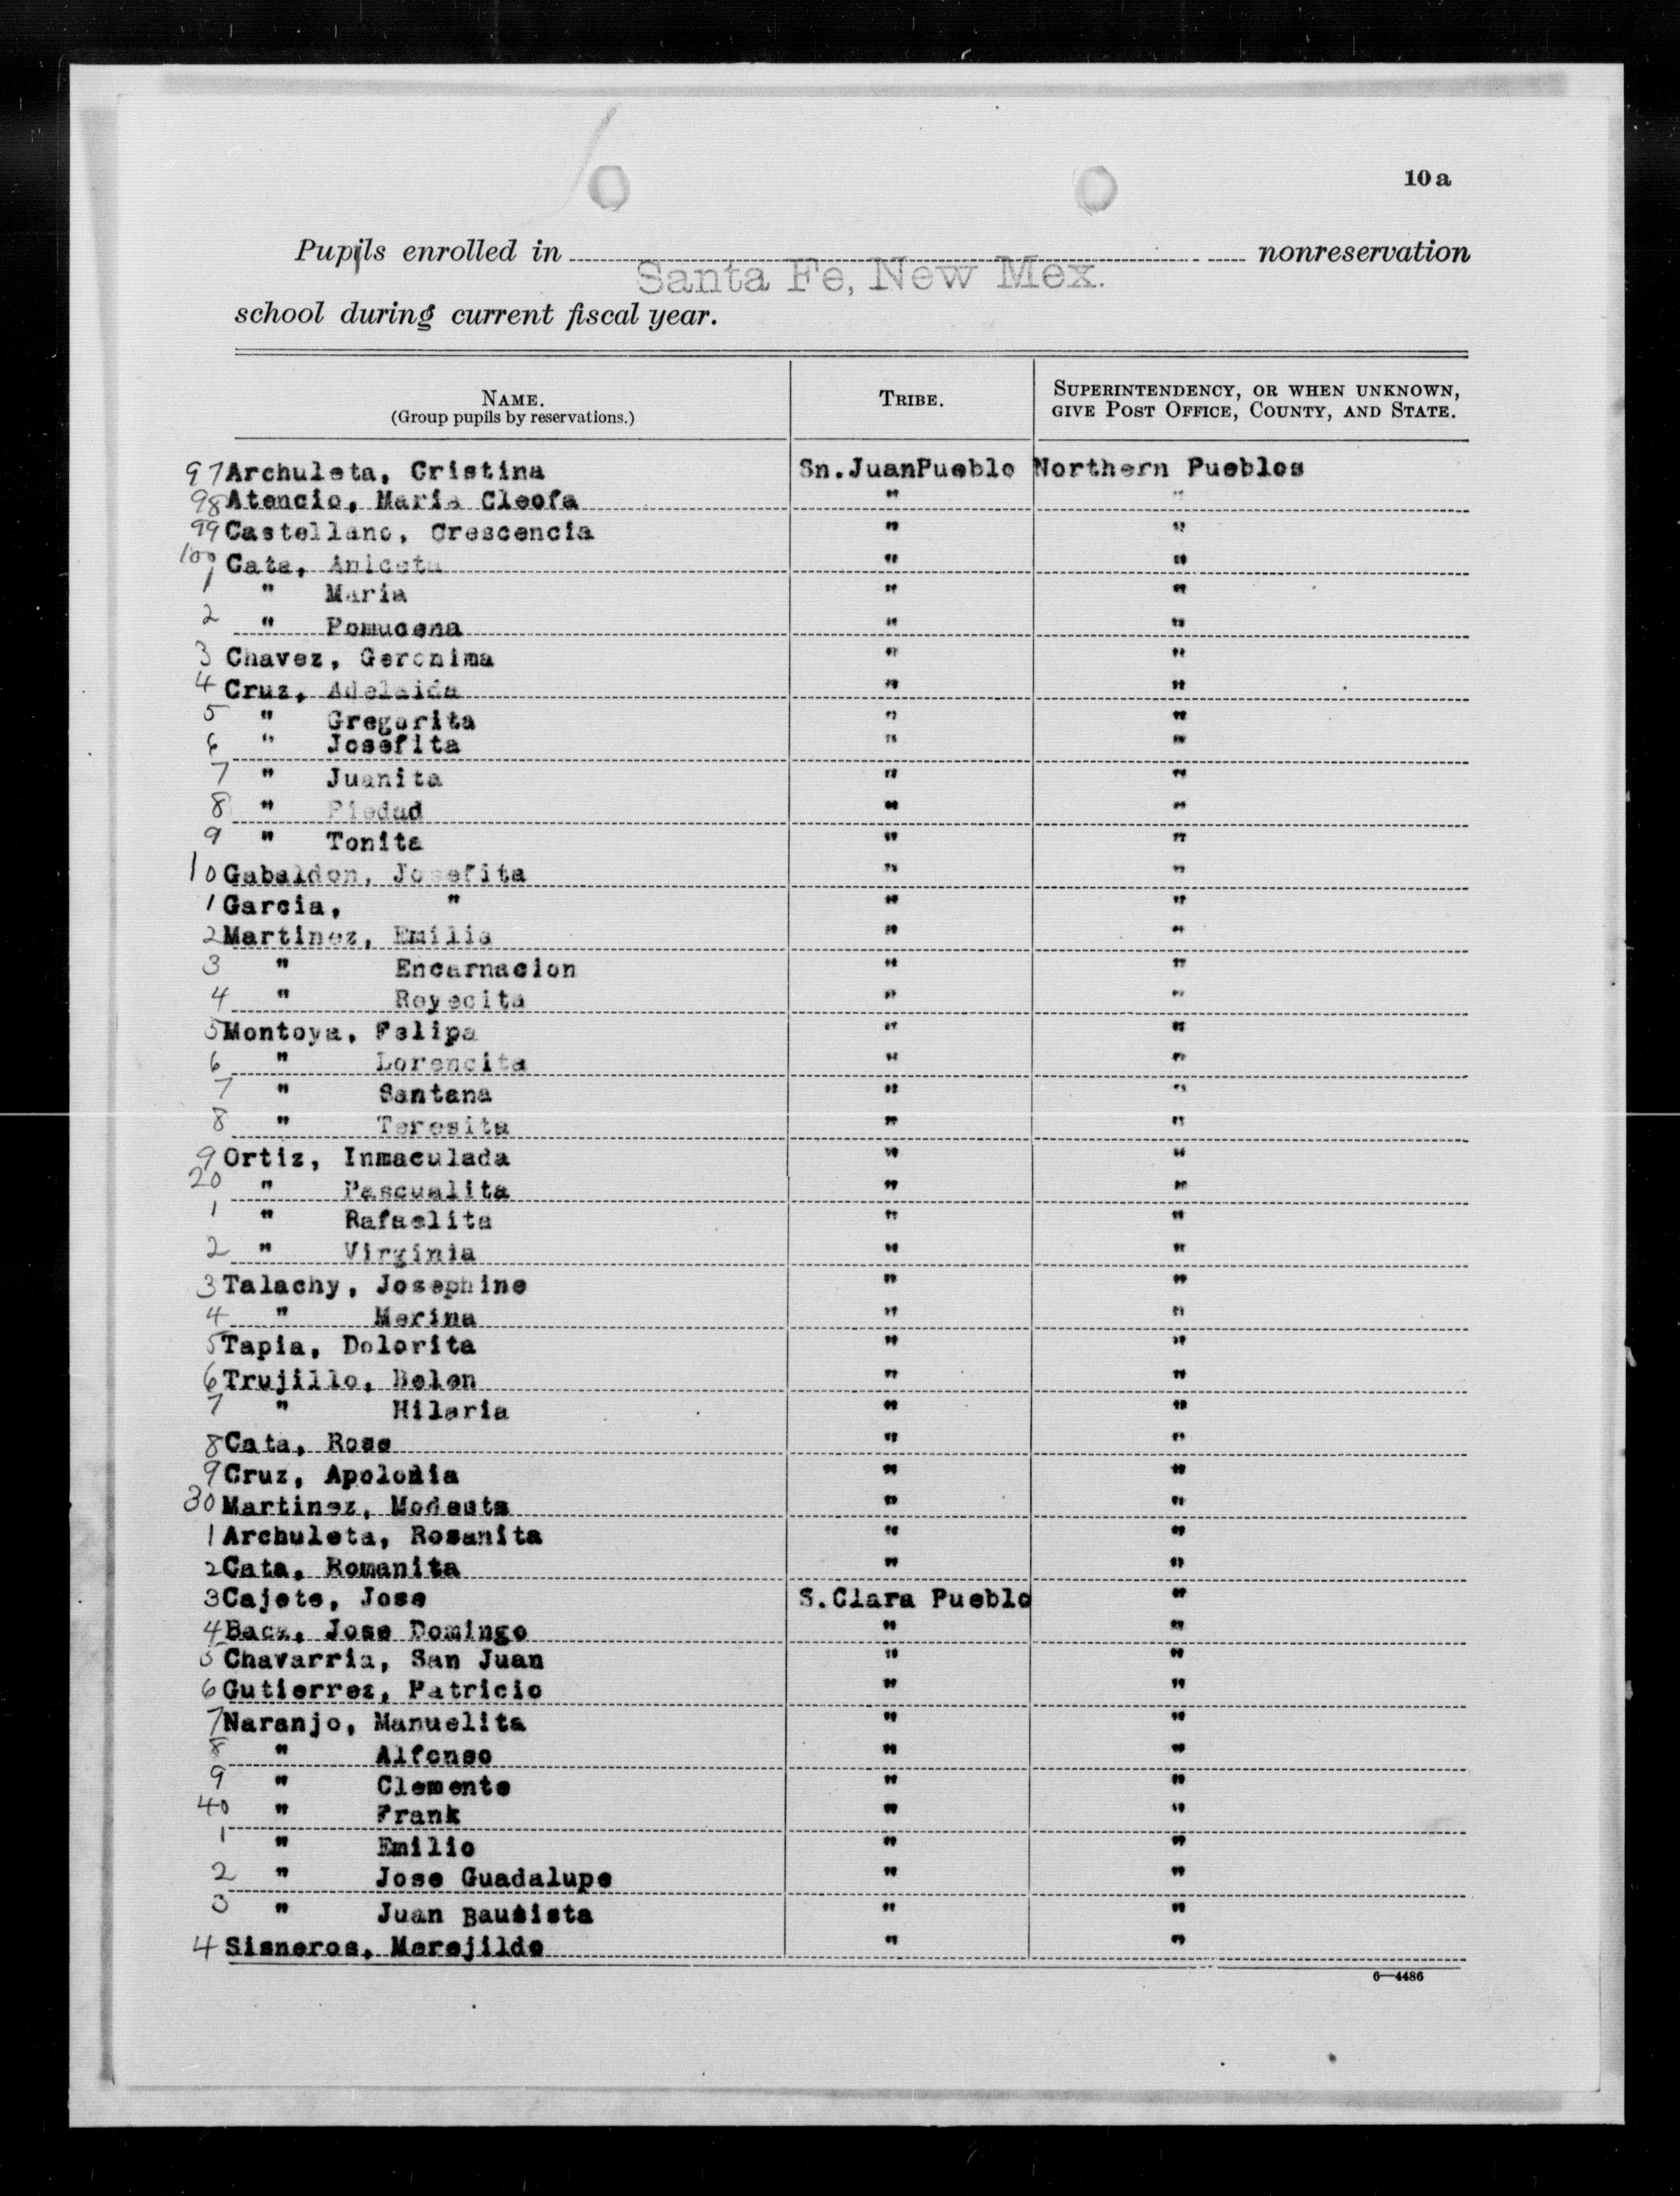 10 a
Pupils enrolled in Santa Fe, New Mex. nonreservation
school during current fiscal year.
NAME. TRIBE. SUPERINTENDENCY, OR WHEN UNKNOWN,
(Group pupils by reservations.) GIVE POST OFFICE, COUNTY, AND STATE.
97 Archuleta, Cristina Sn.JuanPueblo Northern Pueblos
98 Atencio, Maria Cleofa " "
99 Castellano, Crescencia " "
100 Cata, Aniceta " "
1 " Maria " "
2 " Pomucena " "
3 Chavez, Geronima " "
4 Cruz, Adelaida " "
5 " Gregorita " "
6 " Josefita " "
7 " Juanita " "
8 " Piedad " "
9 " Tonita " "
10 Gabaldon, Josefita " "
1 Garcia, " " "
2 Martinez, Emilia " "
3 " Encarnacion " "
4 " Reyecita " "
5 Montoya, Felipa " "
6 " Lorencita " "
7 " Santana " "
8 " Teresita " "
9 Ortiz, Inmaculada " "
20 " Pascualita " "
1 " Rafaelita " "
2 " Virginia " "
3 Talachy, Josephine " "
4 " Merina " "
5 Tapia, Dolorita " "
6 Trujillo, Belen " "
7 " Hilaria " "
8 Cata, Rose " "
9 Cruz, Apolonia " "
30 Martinez, Modesta " "
1 Archuleta, Rosanita " "
2 Cata, Romanita " "
3 Cajete, Jose S.Clara Pueblo "
4 Baca, Jose Domingo " "
5 Chavarria, San Juan " "
6 Gutierrez, Patricio " "
7 Naranjo, Manuelita " "
8 " Alfonso " "
9 " Clemente " "
40 " Frank " "
1 " Emilio " "
2 " Jose Guadalupe " "
3 " Juan Bautista " "
4 Sisneros, Merejildo " "
6—4486